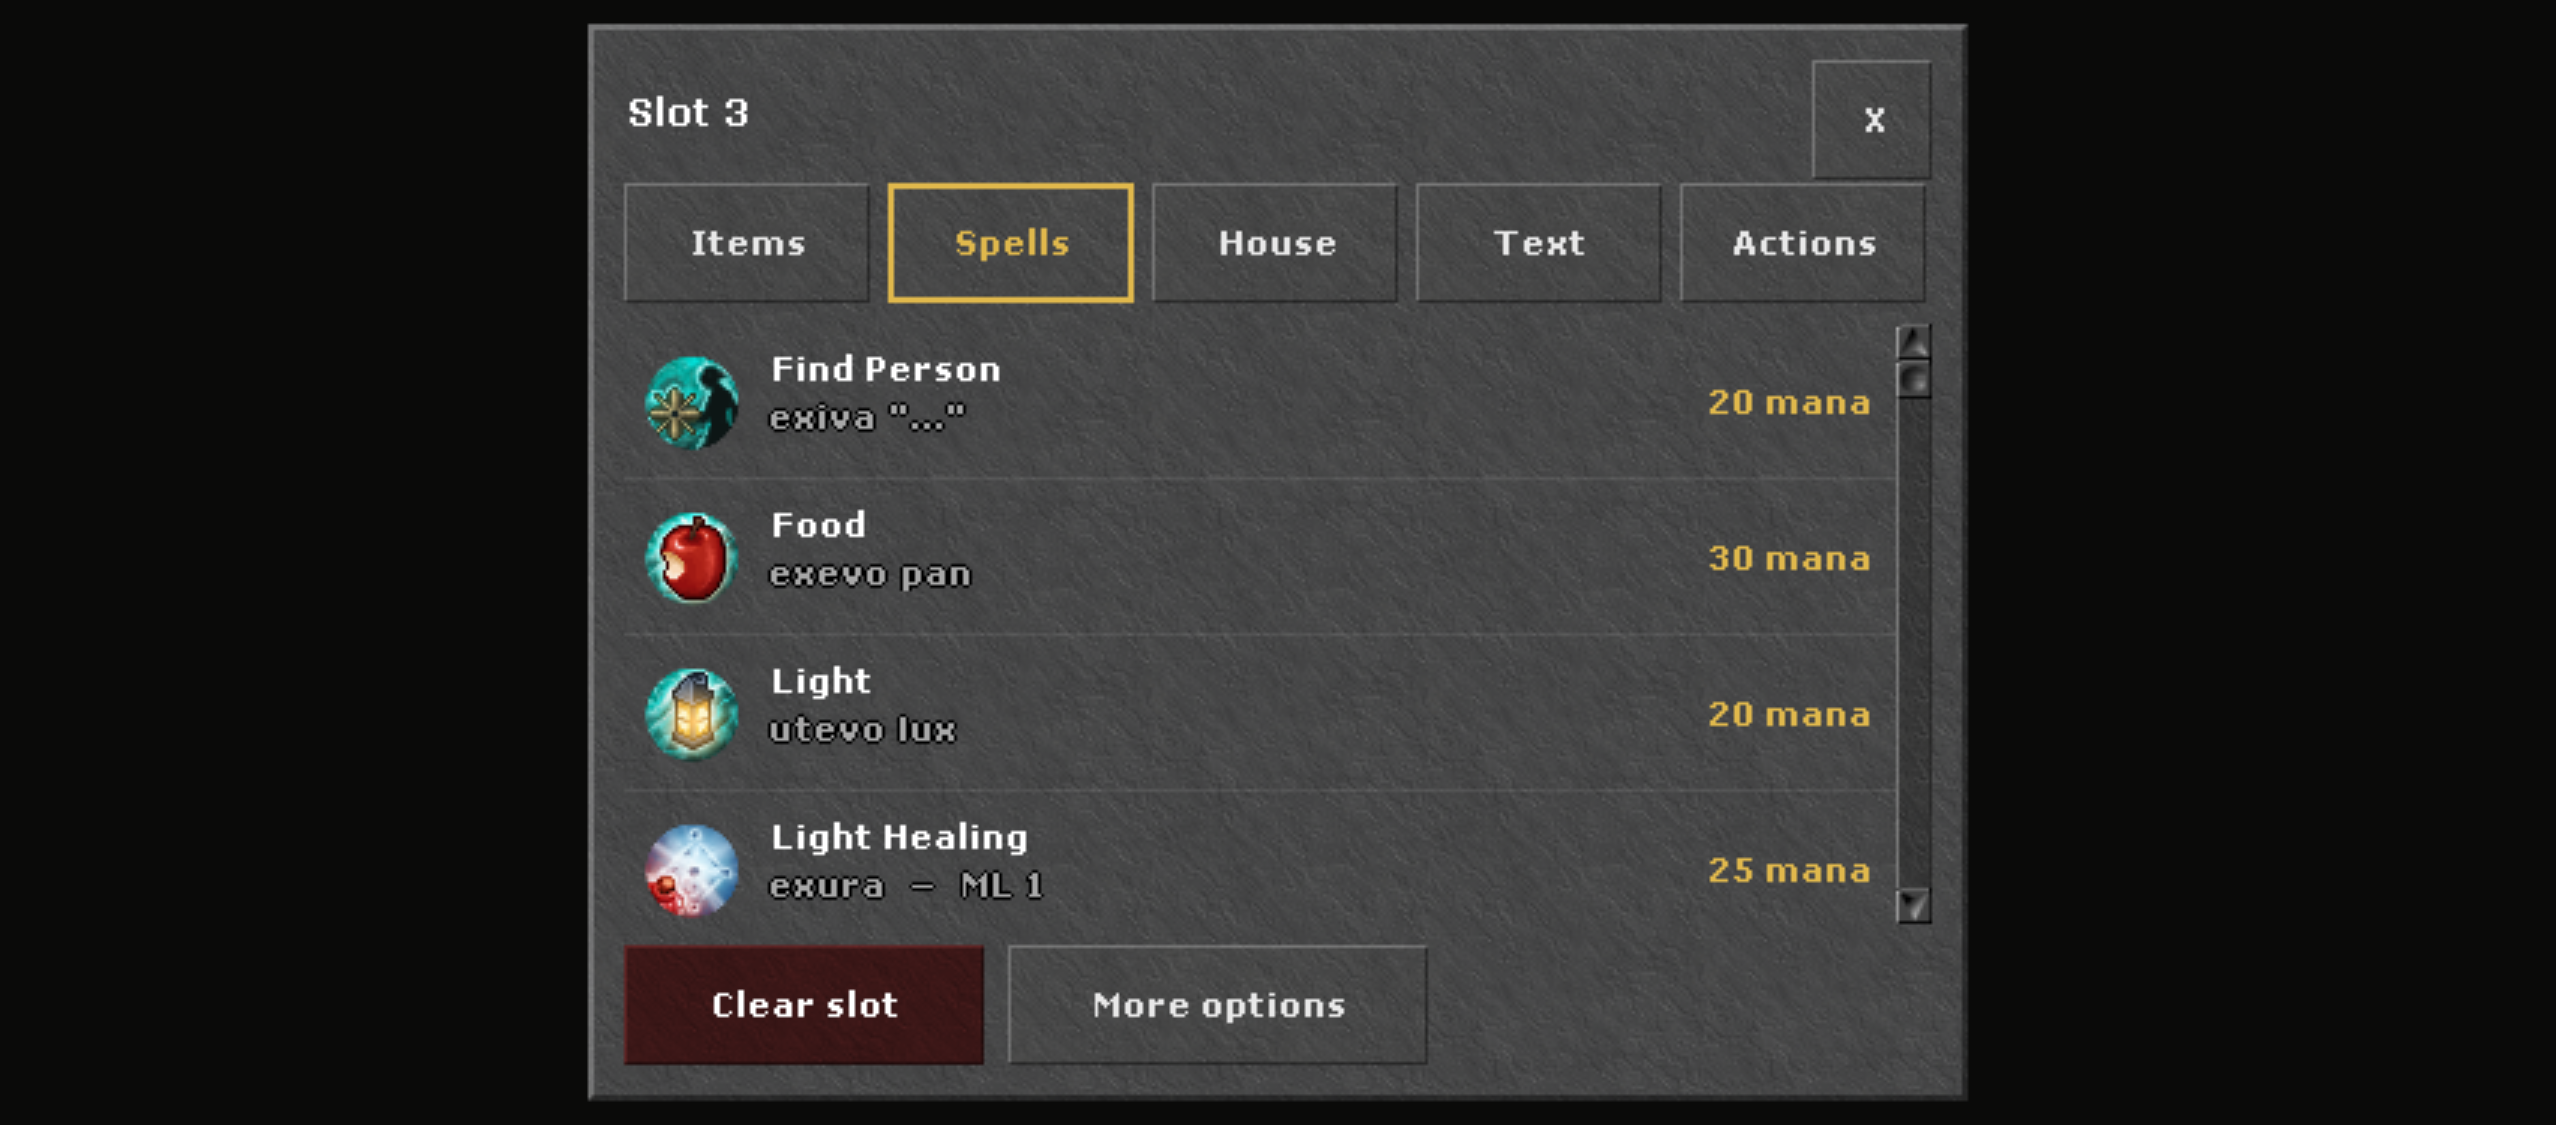 Slot 3
x
Items
Spells
House
Text
Actions
Find Person
exiva "..."
20 mana
Food
exevo pan
30 mana
Light
utevo lux
20 mana
Light Healing
exura – ML 1
25 mana
Clear slot
More options